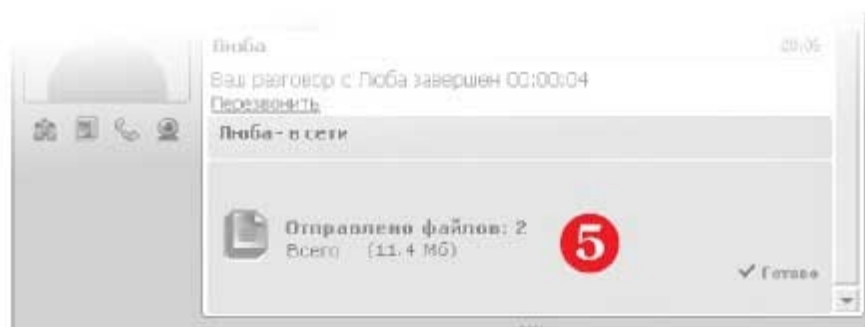 Люба 20:05
Ваш разговор с Люба завершен 00:00:04
Перезвонить
Люба - в сети
Отправлено файлов: 2
Всего (11.4 Мб)
5
Готово